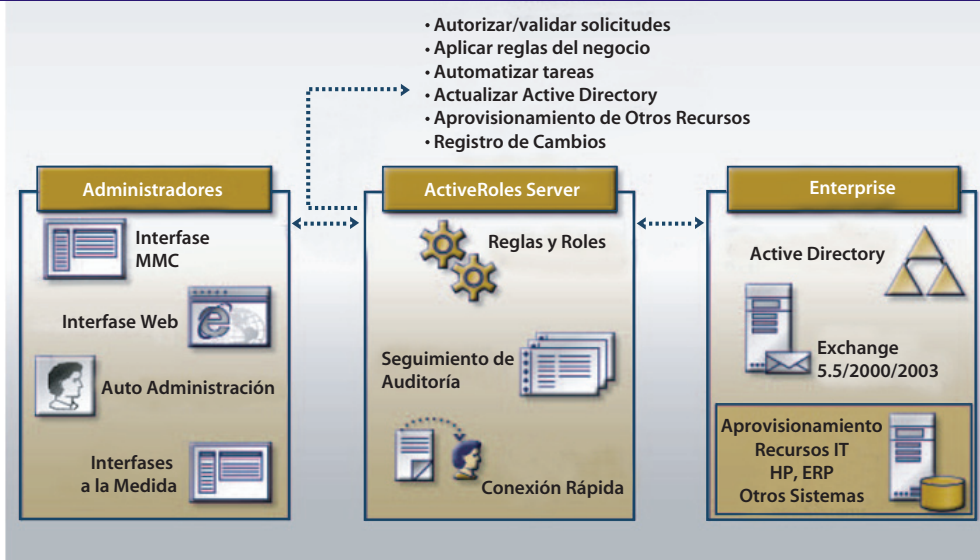 • Autorizar/validar solicitudes
• Aplicar reglas del negocio
• Automatizar tareas
• Actualizar Active Directory
• Aprovisionamiento de Otros Recursos
• Registro de Cambios
Administradores
Interfase
MMC
Interfase Web
Auto Administración
Interfases
a la Medida
ActiveRoles Server
Reglas y Roles
Seguimiento de
Auditoría
Conexión Rápida
Enterprise
Active Directory
Exchange
5.5/2000/2003
Aprovisionamiento
Recursos IT
HP, ERP
Otros Sistemas